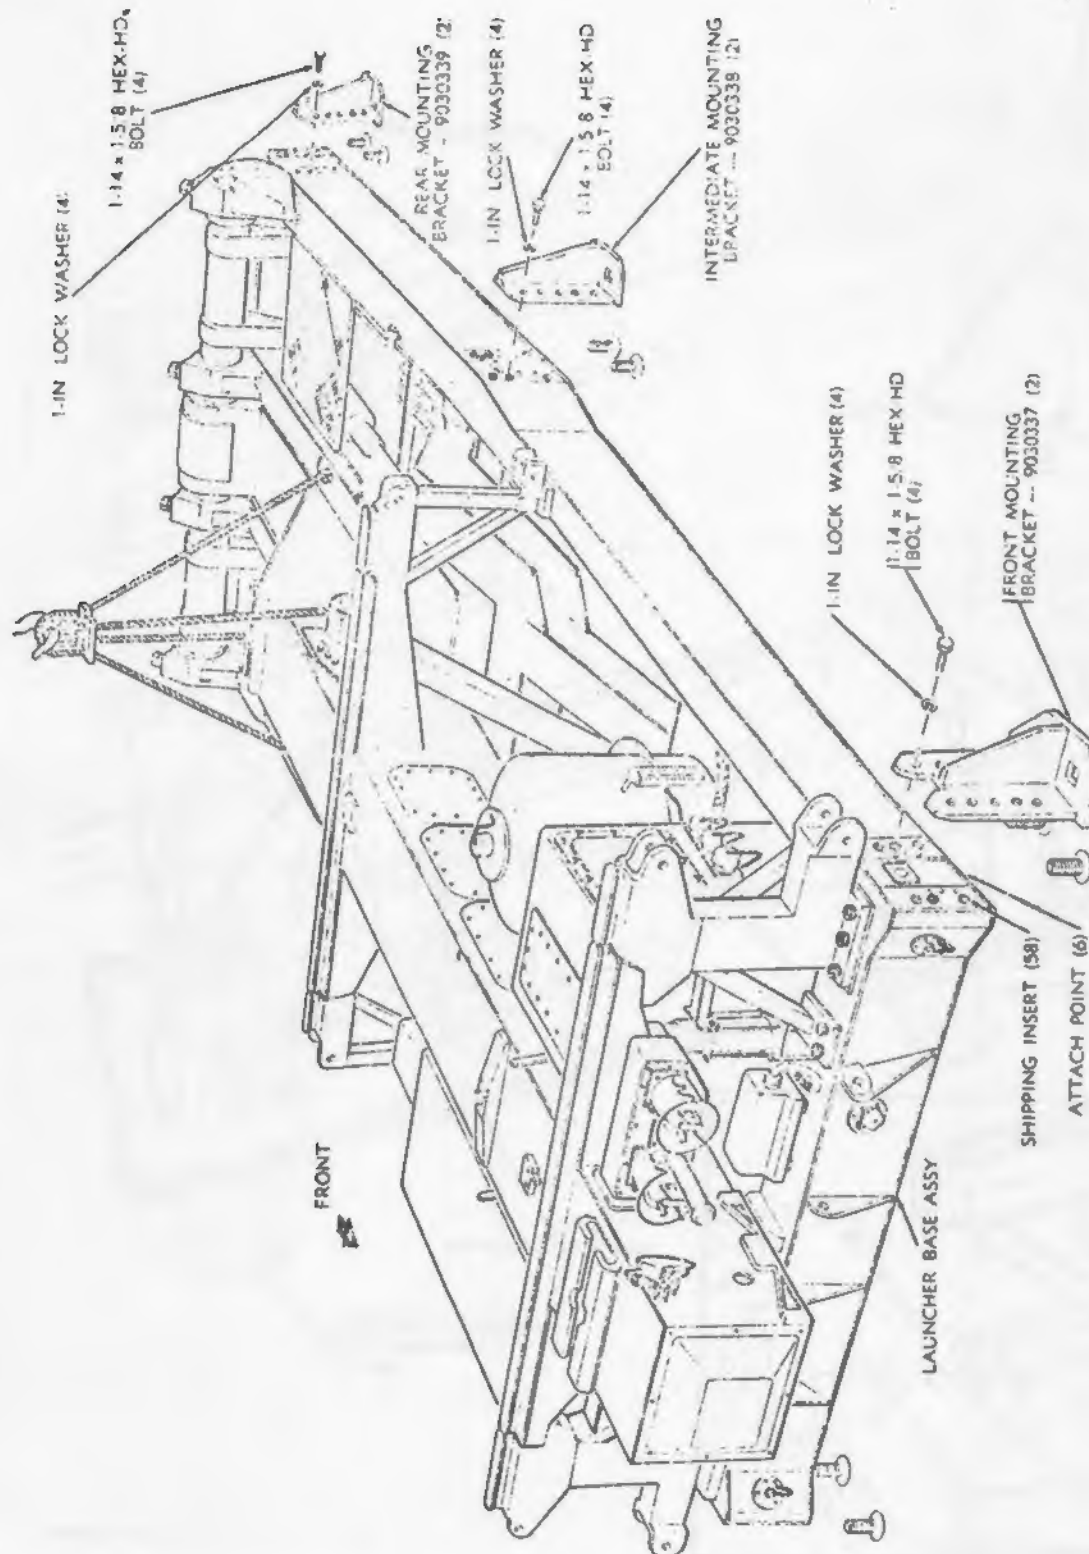 1-IN LOCK WASHER (4)
1-14 x 1-5/8 HEX-HD
BOLT (4)
REAR MOUNTING
BRACKET - 9030339 (2)
1-IN LOCK WASHER (4)
1-14 x 1-5/8 HEX-HD
BOLT (4)
INTERMEDIATE MOUNTING
BRACKET -- 9030338 (2)
1-IN LOCK WASHER (4)
1-14 x 1-5/8 HEX HD
BOLT (4)
FRONT MOUNTING
BRACKET -- 9030337 (2)
FRONT
SHIPPING INSERT (58)
ATTACH POINT (6)
LAUNCHER BASE ASSY